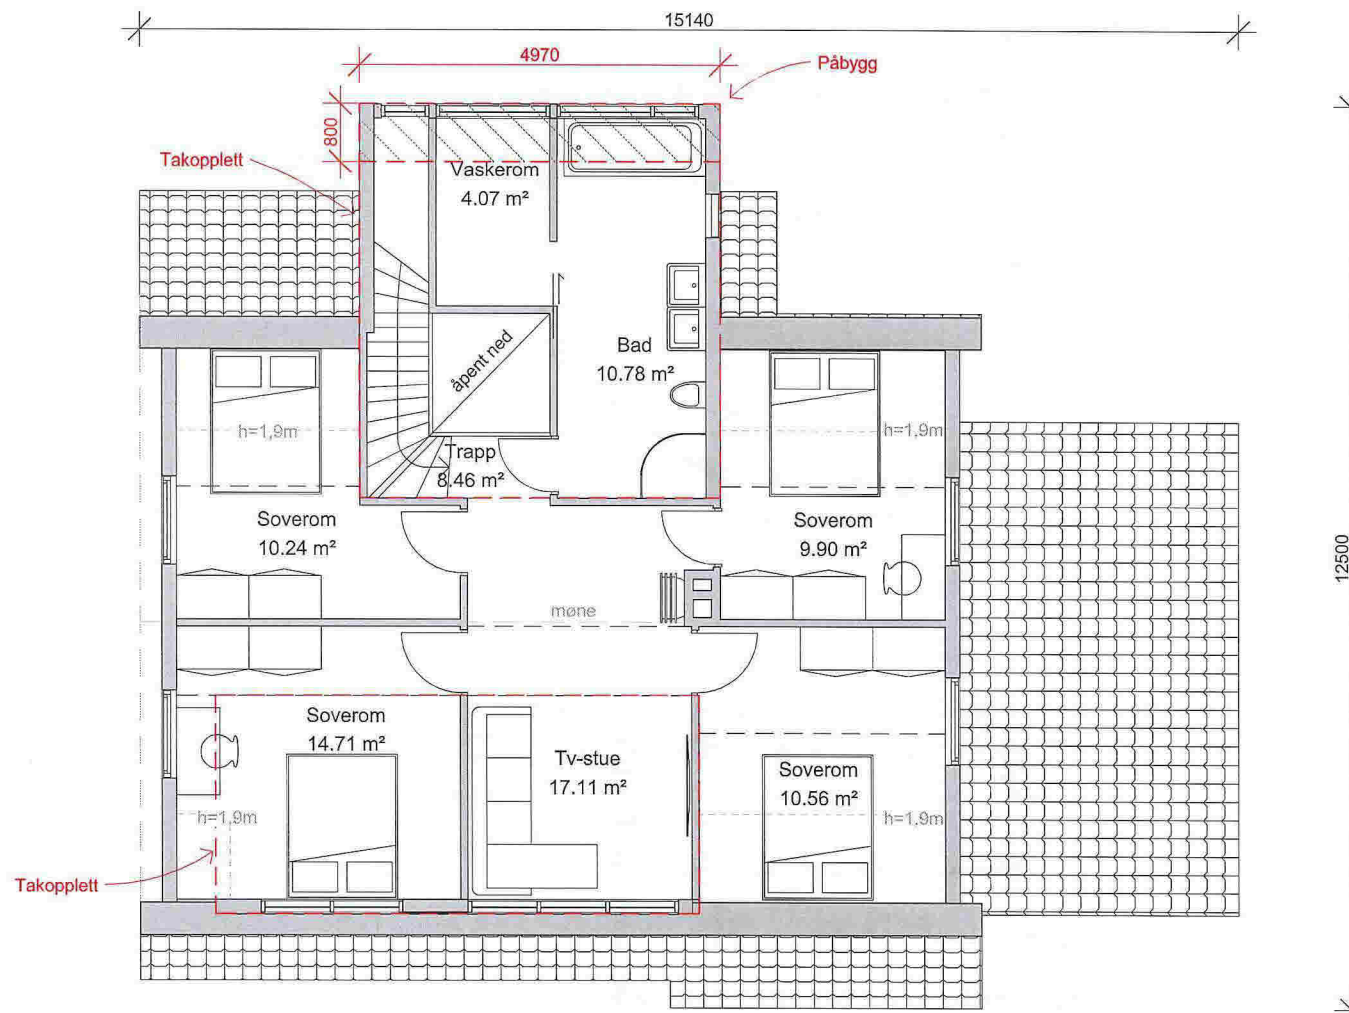 15140
4970
Påbygg
800
Takopplett
Vaskerom
4.07 m²
åpent ned
Bad
10.78 m²
h=1,9m
h=1,9m
Trapp
8.46 m²
Soverom
10.24 m²
Soverom
9.90 m²
12500
møne
Soverom
14.71 m²
Tv-stue
17.11 m²
Soverom
10.56 m²
h=1,9m
h=1,9m
Takopplett